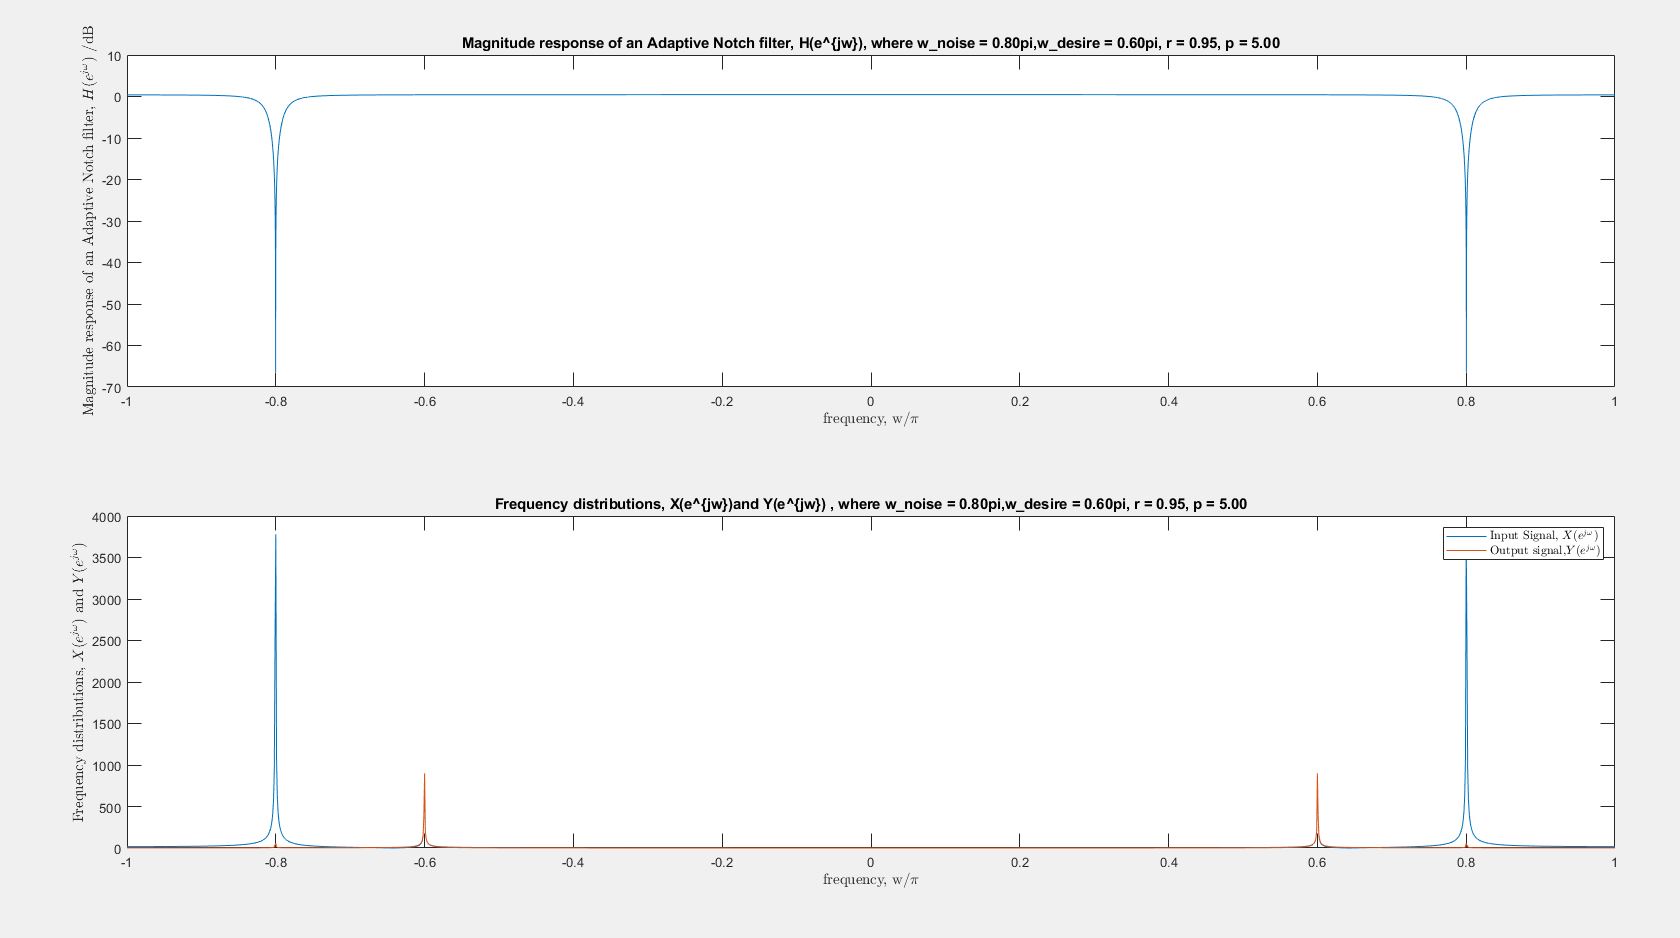 Magnitude response of an Adaptive Notch filter, H(e^{jw}), where w_noise = 0.80pi,w_desire = 0.60pi, r = 0.95, p = 5.00
Magnitude response of an Adaptive Notch filter, H(e^{jω}) /dB
10
0
-10
-20
-30
-40
-50
-60
-70
-1 -0.8 -0.6 -0.4 -0.2 0 0.2 0.4 0.6 0.8 1
frequency, w/π
Frequency distributions, X(e^{jw})and Y(e^{jw}) , where w_noise = 0.80pi,w_desire = 0.60pi, r = 0.95, p = 5.00
Frequency distributions, X(e^{jω}) and Y(e^{jω})
4000
3500
3000
2500
2000
1500
1000
500
0
Input Signal, X(e^{jω})
Output signal,Y(e^{jω})
-1 -0.8 -0.6 -0.4 -0.2 0 0.2 0.4 0.6 0.8 1
frequency, w/π